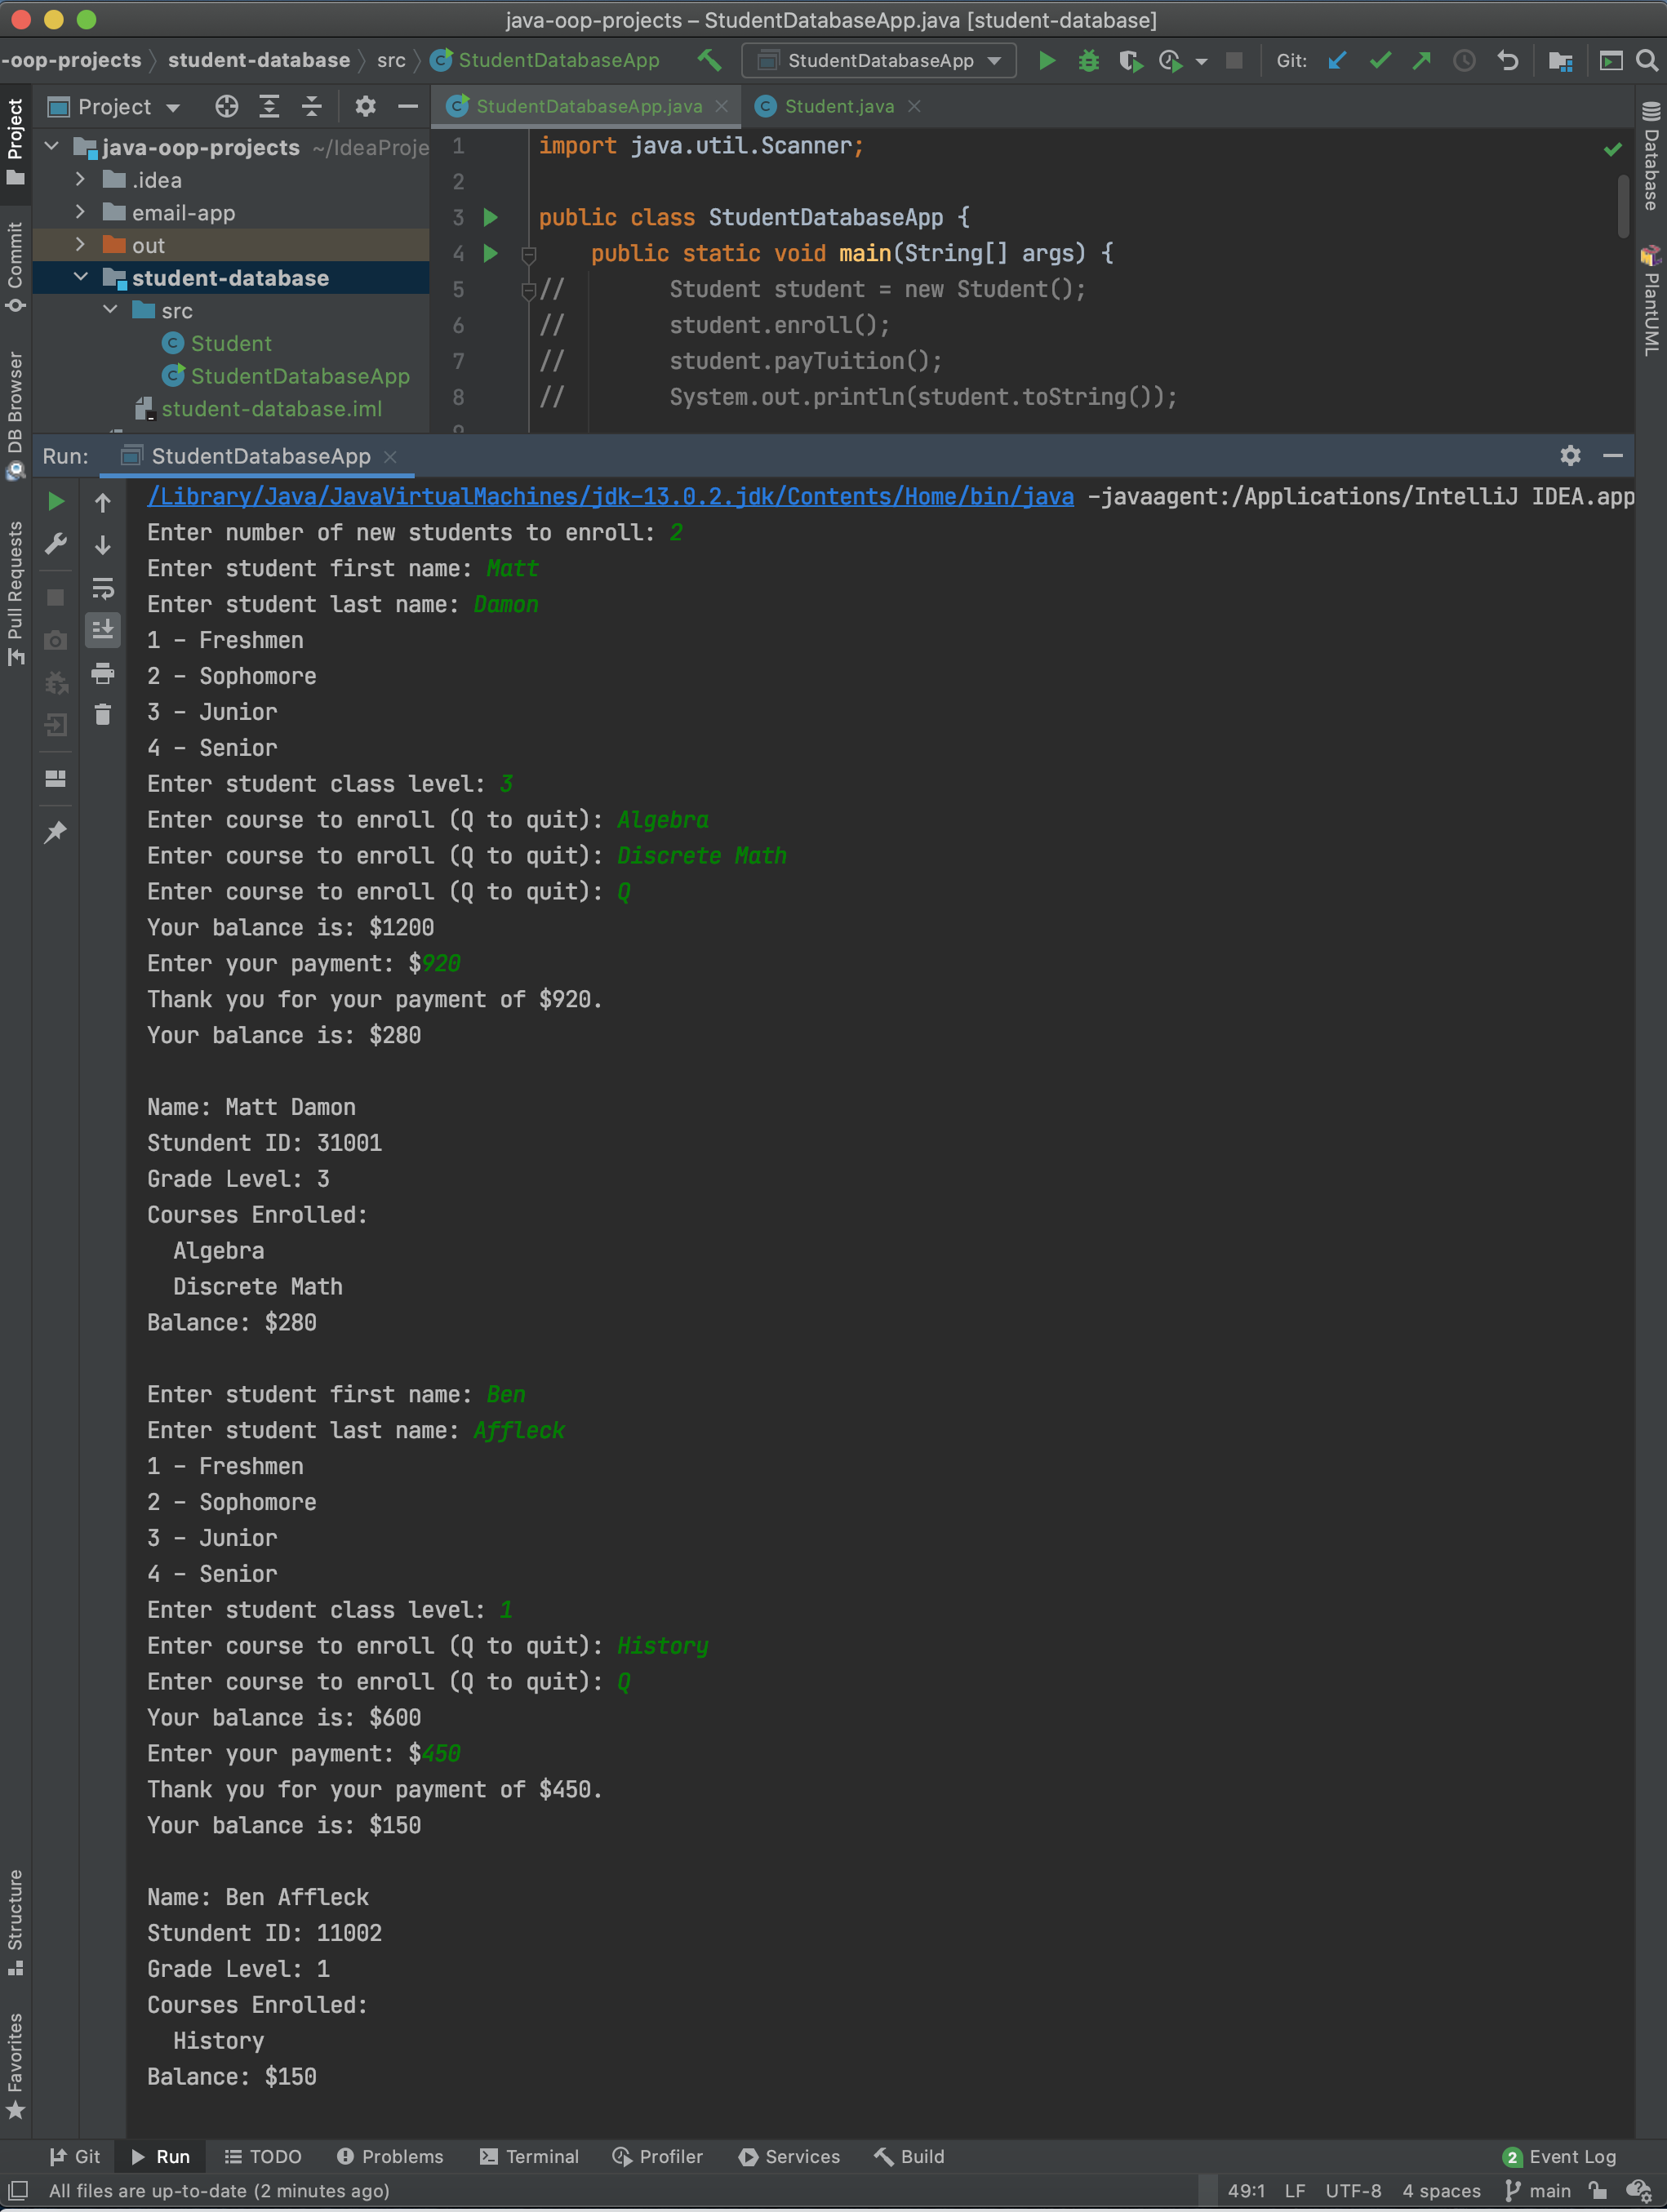 java-oop-projects – StudentDatabaseApp.java [student-database]
-oop-projects student-database src StudentDatabaseApp StudentDatabaseApp Git:
Project
StudentDatabaseApp.java
Student.java
java-oop-projects ~/IdeaProje
.idea
email-app
out
student-database
src
Student
StudentDatabaseApp
student-database.iml
1 import java.util.Scanner;
2
3 public class StudentDatabaseApp {
4 public static void main(String[] args) {
5 // Student student = new Student();
6 // student.enroll();
7 // student.payTuition();
8 // System.out.println(student.toString());
9
Project
Commit
DB Browser
Pull Requests
Structure
Favorites
Database
PlantUML
Run: StudentDatabaseApp
/Library/Java/JavaVirtualMachines/jdk-13.0.2.jdk/Contents/Home/bin/java -javaagent:/Applications/IntelliJ IDEA.app
Enter number of new students to enroll: 2
Enter student first name: Matt
Enter student last name: Damon
1 - Freshmen
2 - Sophomore
3 - Junior
4 - Senior
Enter student class level: 3
Enter course to enroll (Q to quit): Algebra
Enter course to enroll (Q to quit): Discrete Math
Enter course to enroll (Q to quit): Q
Your balance is: $1200
Enter your payment: $920
Thank you for your payment of $920.
Your balance is: $280
Name: Matt Damon
Stundent ID: 31001
Grade Level: 3
Courses Enrolled:
Algebra
Discrete Math
Balance: $280
Enter student first name: Ben
Enter student last name: Affleck
1 - Freshmen
2 - Sophomore
3 - Junior
4 - Senior
Enter student class level: 1
Enter course to enroll (Q to quit): History
Enter course to enroll (Q to quit): Q
Your balance is: $600
Enter your payment: $450
Thank you for your payment of $450.
Your balance is: $150
Name: Ben Affleck
Stundent ID: 11002
Grade Level: 1
Courses Enrolled:
History
Balance: $150
Git Run TODO Problems Terminal Profiler Services Build 2 Event Log
All files are up-to-date (2 minutes ago) 49:1 LF UTF-8 4 spaces main